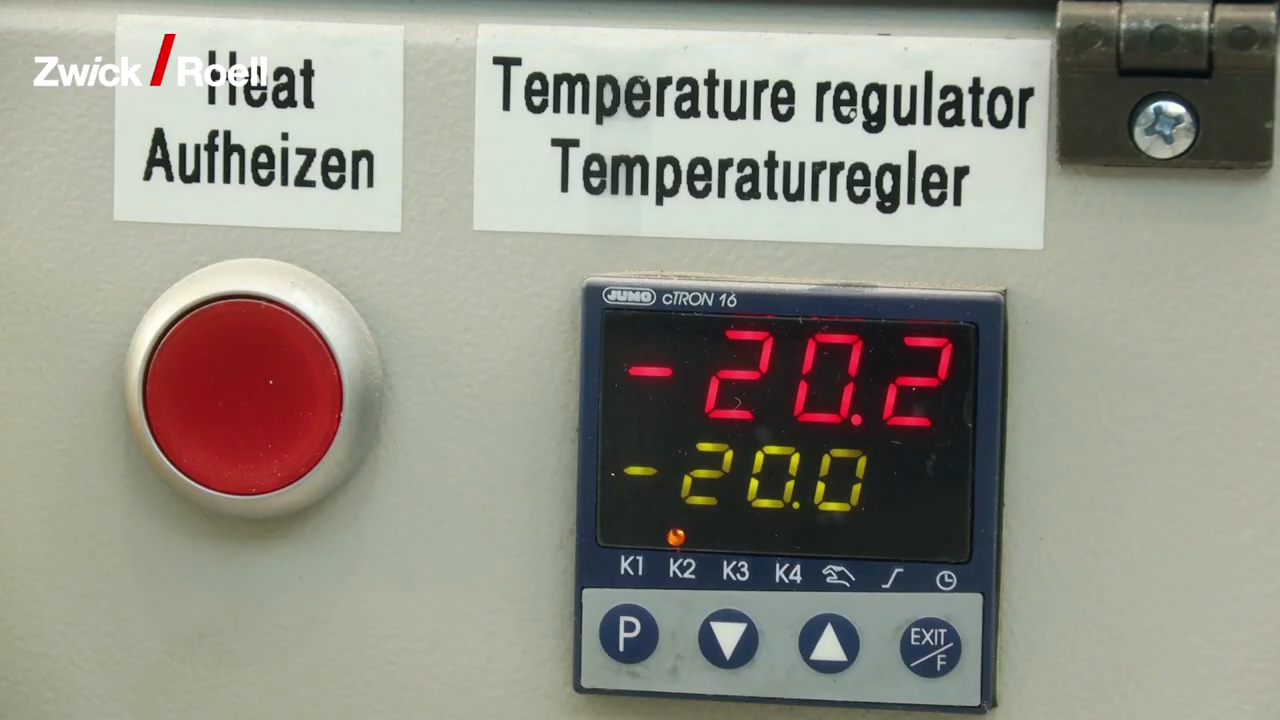 Zwick / Roell
Heat
Aufheizen
Temperature regulator
Temperaturregler
JUMO cTRON 16
-20.2
-20.0
K1 K2 K3 K4
P EXIT/F